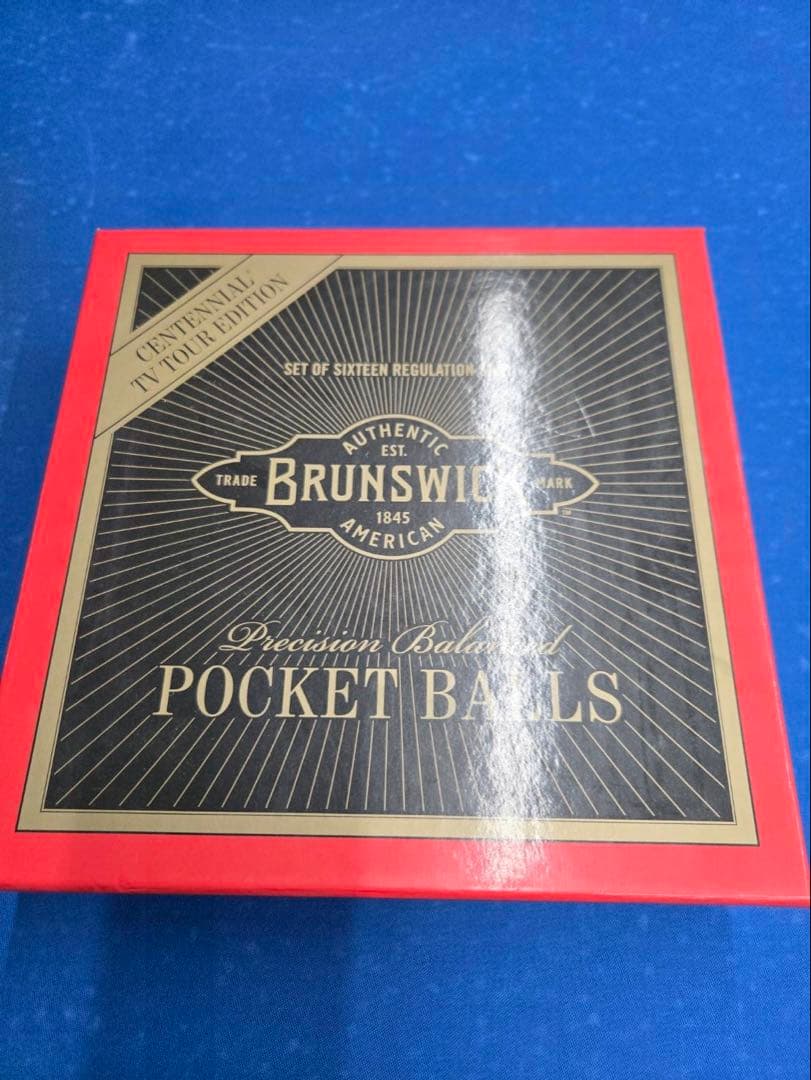 CENTENNIAL
TV TOUR EDITION
SET OF SIXTEEN REGULATION
AUTHENTIC
EST.
TRADE BRUNSWICK MARK
1845
AMERICAN
Precision Balanced
POCKET BALLS